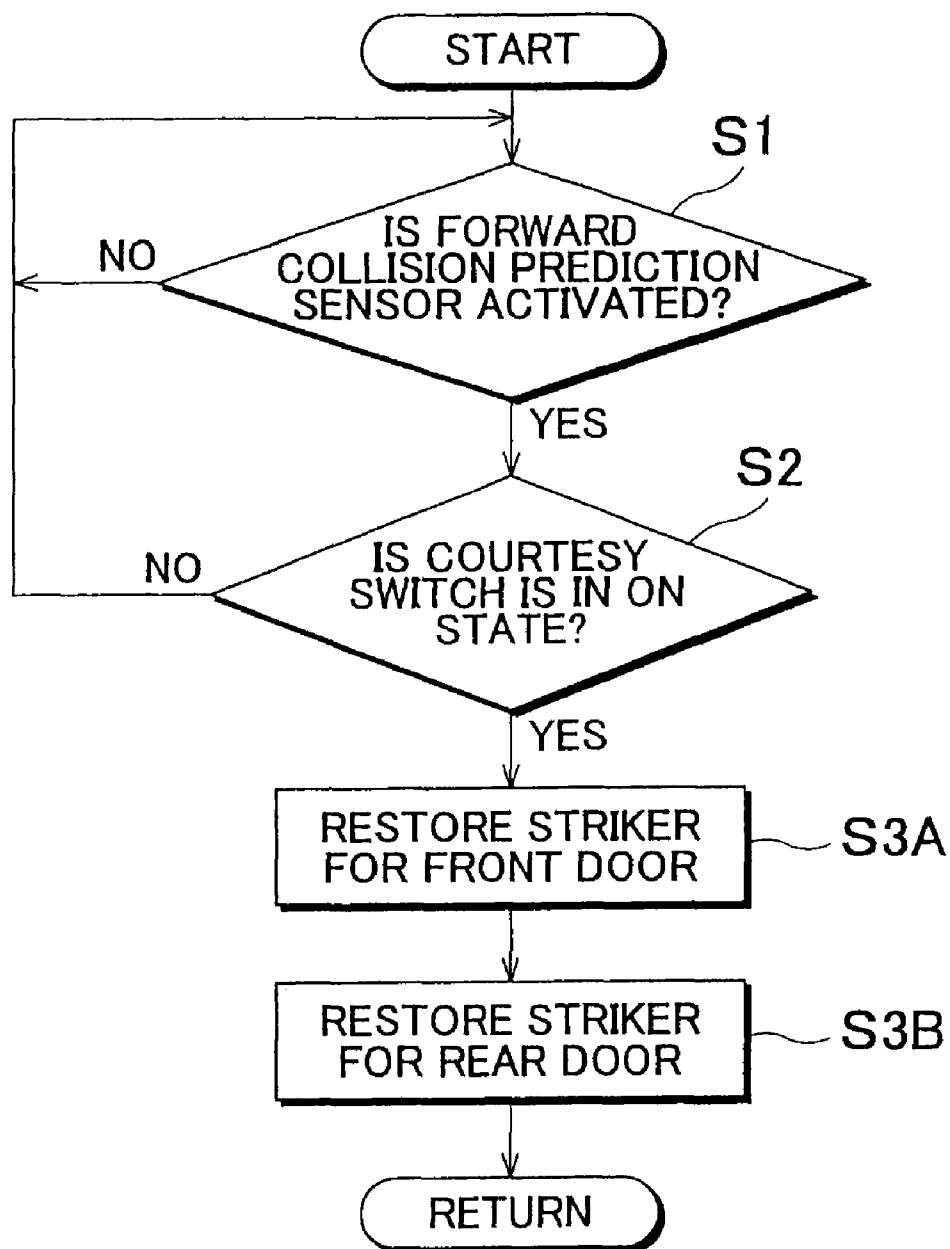 START
S1
IS FORWARD
COLLISION PREDICTION
SENSOR ACTIVATED?
NO
YES
S2
IS COURTESY
SWITCH IS IN ON
STATE?
NO
YES
RESTORE STRIKER
FOR FRONT DOOR
S3A
RESTORE STRIKER
FOR REAR DOOR
S3B
RETURN